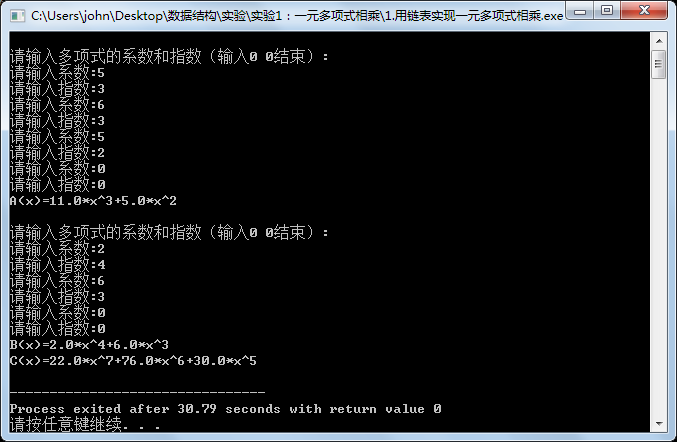 C:\Users\john\Desktop\数据结构\实验\实验1：一元多项式相乘\1.用链表实现一元多项式相乘.exe
请输入多项式的系数和指数（输入0 0结束）:
请输入系数:5
请输入指数:3
请输入系数:6
请输入指数:3
请输入系数:5
请输入指数:2
请输入系数:0
请输入指数:0
A(x)=11.0*x^3+5.0*x^2
请输入多项式的系数和指数（输入0 0结束）:
请输入系数:2
请输入指数:4
请输入系数:6
请输入指数:3
请输入系数:0
请输入指数:0
B(x)=2.0*x^4+6.0*x^3
C(x)=22.0*x^7+76.0*x^6+30.0*x^5
--------------------------------
Process exited after 30.79 seconds with return value 0
请按任意键继续. . .